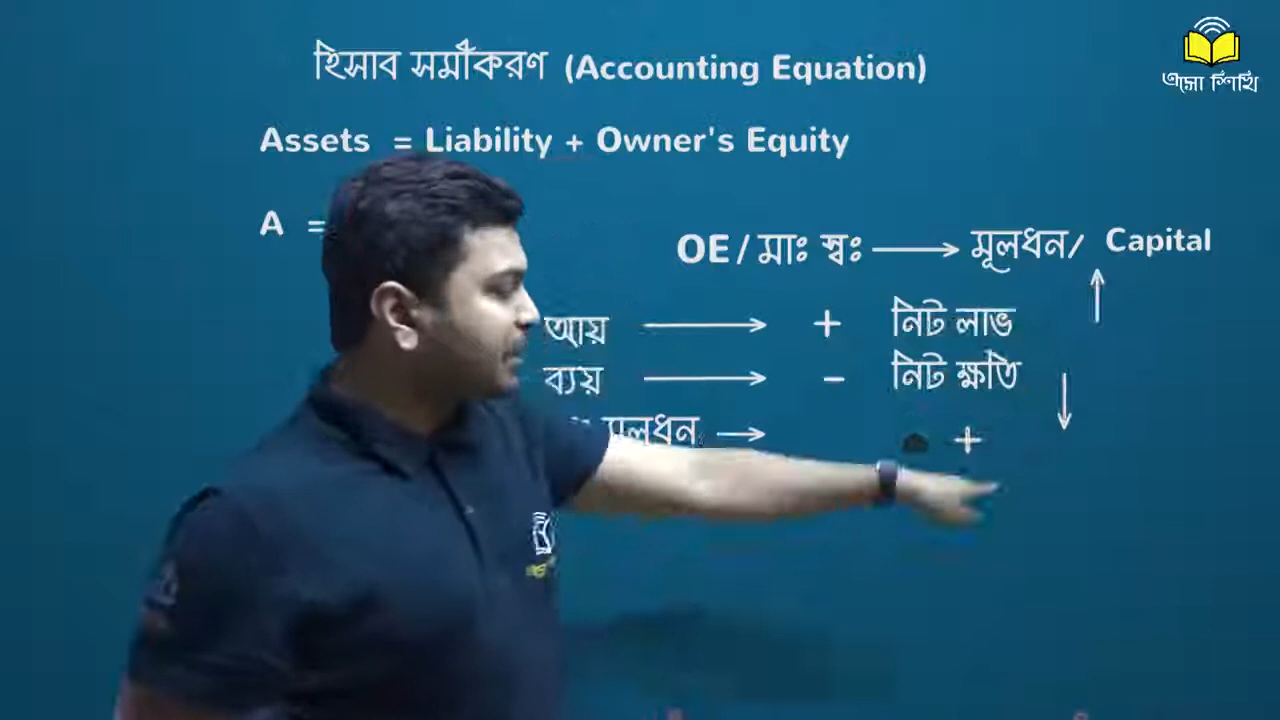 হিসাব সমীকরণ (Accounting Equation)
এসো শিখি
Assets = Liability + Owner's Equity
A =
OE / মাঃ স্বঃ → মূলধন/ Capital ↑
আয় → + নিট লাভ
ব্যয় → - নিট ক্ষতি ↓
মূলধন → +